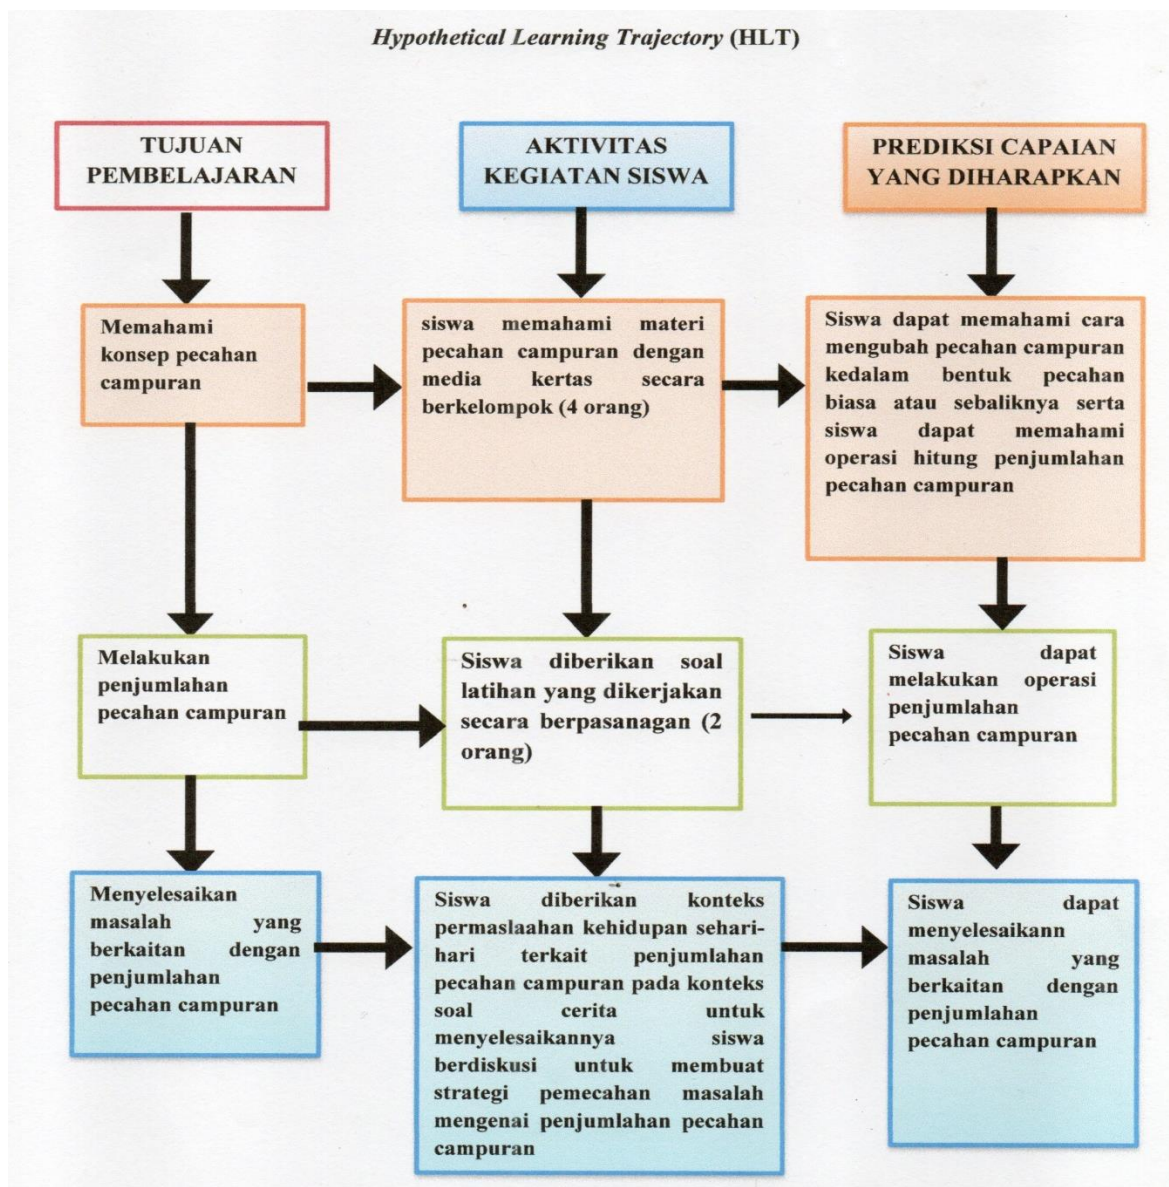 Hypothetical Learning Trajectory (HLT)
TUJUAN
PEMBELAJARAN
AKTIVITAS
KEGIATAN SISWA
PREDIKSI CAPAIAN
YANG DIHARAPKAN
Memahami
konsep pecahan
campuran
siswa memahami materi
pecahan campuran dengan
media kertas secara
berkelompok (4 orang)
Siswa dapat memahami cara
mengubah pecahan campuran
kedalam bentuk pecahan
biasa atau sebaliknya serta
siswa dapat memahami
operasi hitung penjumlahan
pecahan campuran
Melakukan
penjumlahan
pecahan campuran
Siswa diberikan soal
latihan yang dikerjakan
secara berpasanagan (2
orang)
Siswa dapat
melakukan operasi
penjumlahan
pecahan campuran
Menyelesaikan
masalah yang
berkaitan dengan
penjumlahan
pecahan campuran
Siswa diberikan konteks
permaslaahan kehidupan sehari-
hari terkait penjumlahan
pecahan campuran pada konteks
soal cerita untuk
menyelesaikannya siswa
berdiskusi untuk membuat
strategi pemecahan masalah
mengenai penjumlahan pecahan
campuran
Siswa dapat
menyelesaikann
masalah yang
berkaitan dengan
penjumlahan
pecahan campuran